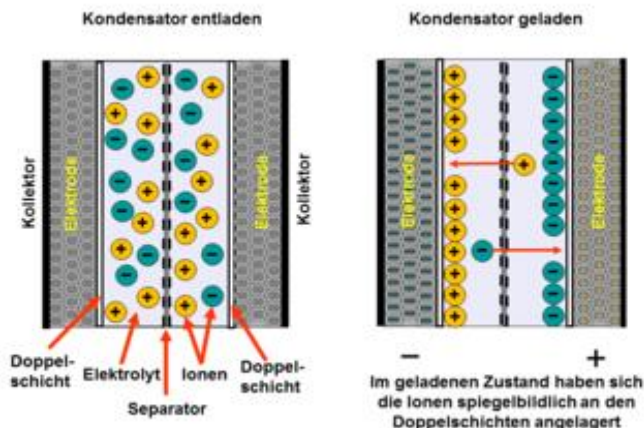 Kondensator entladen
Kondensator geladen
Kollektor
Elektrode
Elektrode
Kollektor
Elektrode
Elektrode
Doppel-
schicht
Elektrolyt
Separator
Ionen
Doppel-
schicht
−
+
Im geladenen Zustand haben sich
die Ionen spiegelbildlich an den
Doppelschichten angelagert